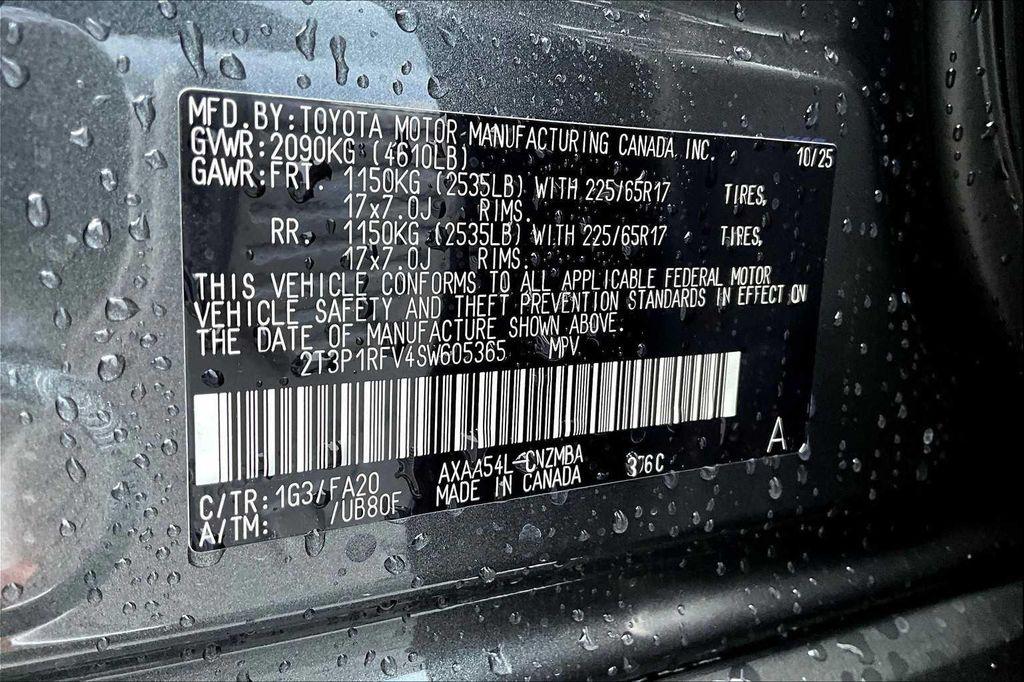 MFD.BY:TOYOTA MOTOR MANUFACTURING CANADA INC. 10/25
GVWR:2090KG (4610LB)
GAWR:FRT. 1150KG (2535LB) WITH 225/65R17 TIRES,
17x7.0J RIMS.
RR. 1150KG (2535LB) WITH 225/65R17 TIRES,
17x7.0J RIMS.
THIS VEHICLE CONFORMS TO ALL APPLICABLE FEDERAL MOTOR
VEHICLE SAFETY AND THEFT PREVENTION STANDARDS IN EFFECT ON
THE DATE OF MANUFACTURE SHOWN ABOVE.
2T3P1RFV4SW605365 MPV
A
C/TR: 1G3/FA20 AXAA54L-CNZMBA 376C
A/TM: /UB80F MADE IN CANADA